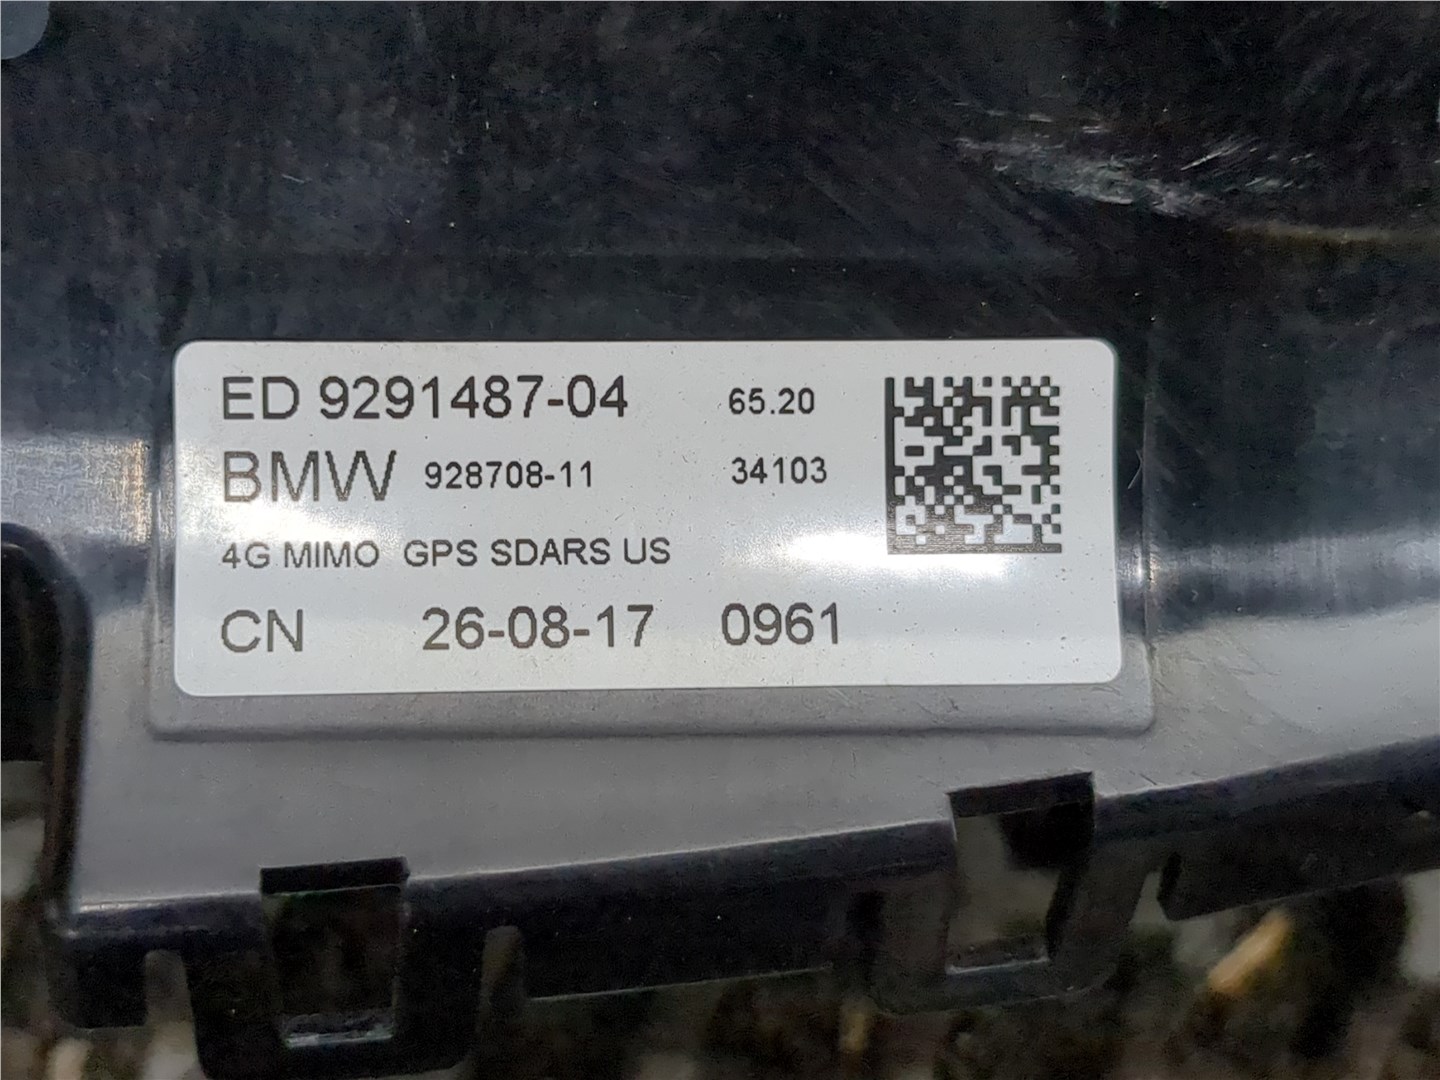 ED 9291487-04 65.20
BMW 928708-11 34103
4G MIMO GPS SDARS US
CN 26-08-17 0961